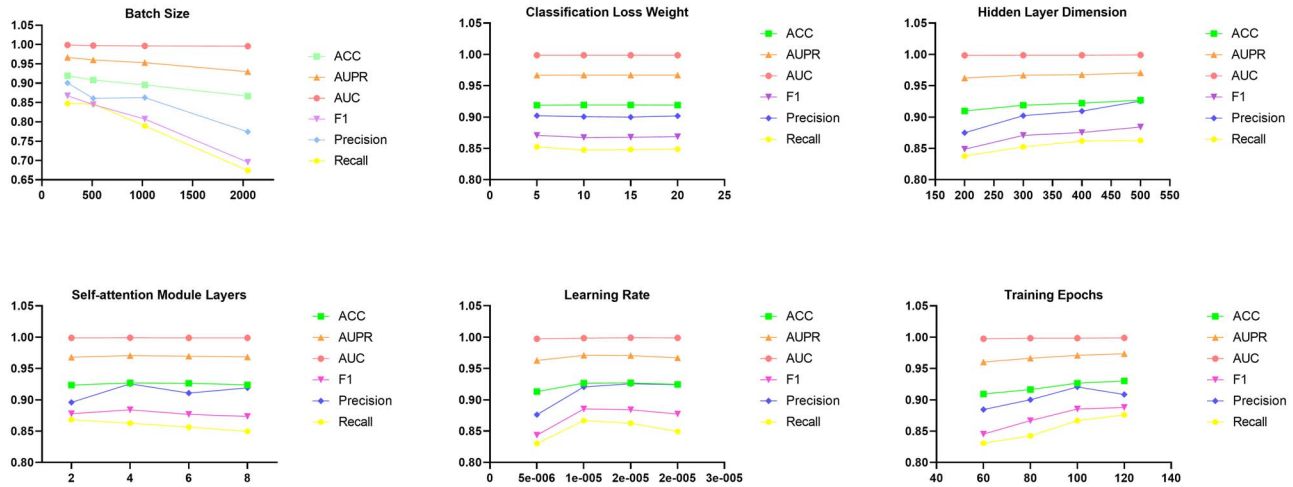 Batch Size
1.05
1.00
0.95
0.90
0.85
0.80
0.75
0.70
0.65
0 500 1000 1500 2000
ACC
AUPR
AUC
F1
Precision
Recall
Classification Loss Weight
1.05
1.00
0.95
0.90
0.85
0.80
0 5 10 15 20 25
ACC
AUPR
AUC
F1
Precision
Recall
Hidden Layer Dimension
1.05
1.00
0.95
0.90
0.85
0.80
150 200 250 300 350 400 450 500 550
ACC
AUPR
AUC
F1
Precision
Recall
Self-attention Module Layers
1.05
1.00
0.95
0.90
0.85
0.80
2 4 6 8
ACC
AUPR
AUC
F1
Precision
Recall
Learning Rate
1.05
1.00
0.95
0.90
0.85
0.80
0 5e-006 1e-005 2e-005 2e-005 3e-005
ACC
AUPR
AUC
F1
Precision
Recall
Training Epochs
1.05
1.00
0.95
0.90
0.85
0.80
40 60 80 100 120 140
ACC
AUPR
AUC
F1
Precision
Recall